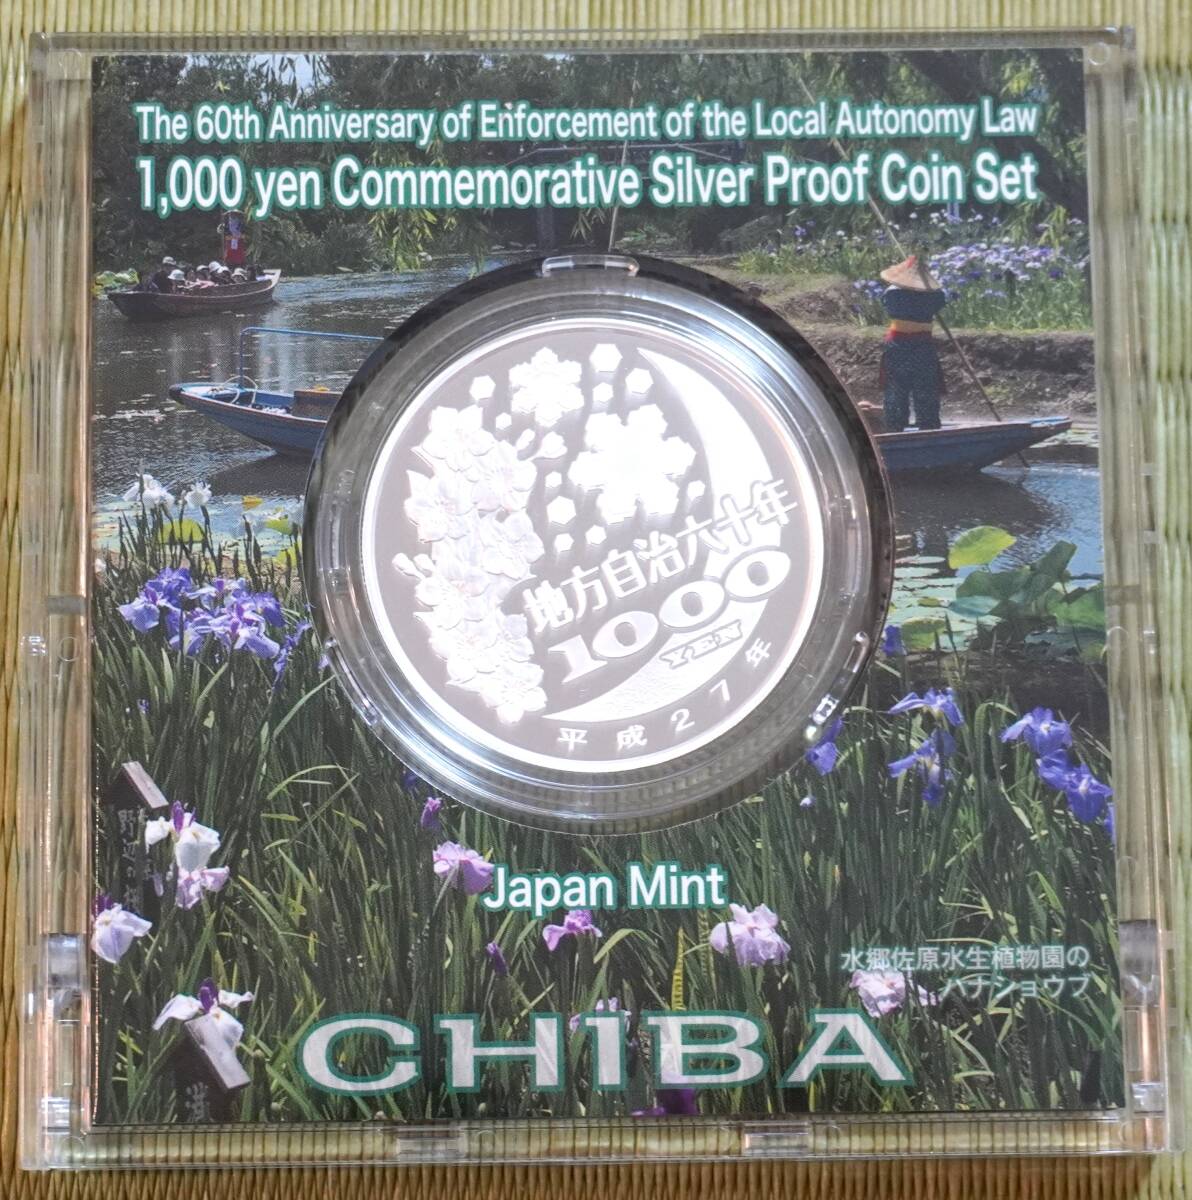 The 60th Anniversary of Enforcement of the Local Autonomy Law
1,000 yen Commemorative Silver Proof Coin Set
地方自治六十年
1000
YEN
平成27年
Japan Mint
水郷佐原水生植物園の
ハナショウブ
CHIBA